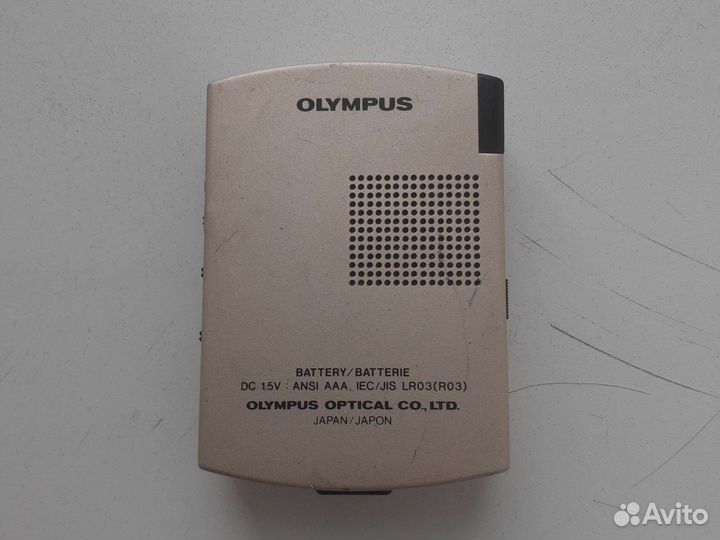 OLYMPUS
BATTERY/BATTERIE
DC 1.5V : ANSI AAA, IEC/JIS LR03(R03)
OLYMPUS OPTICAL CO., LTD.
JAPAN/JAPON
Avito